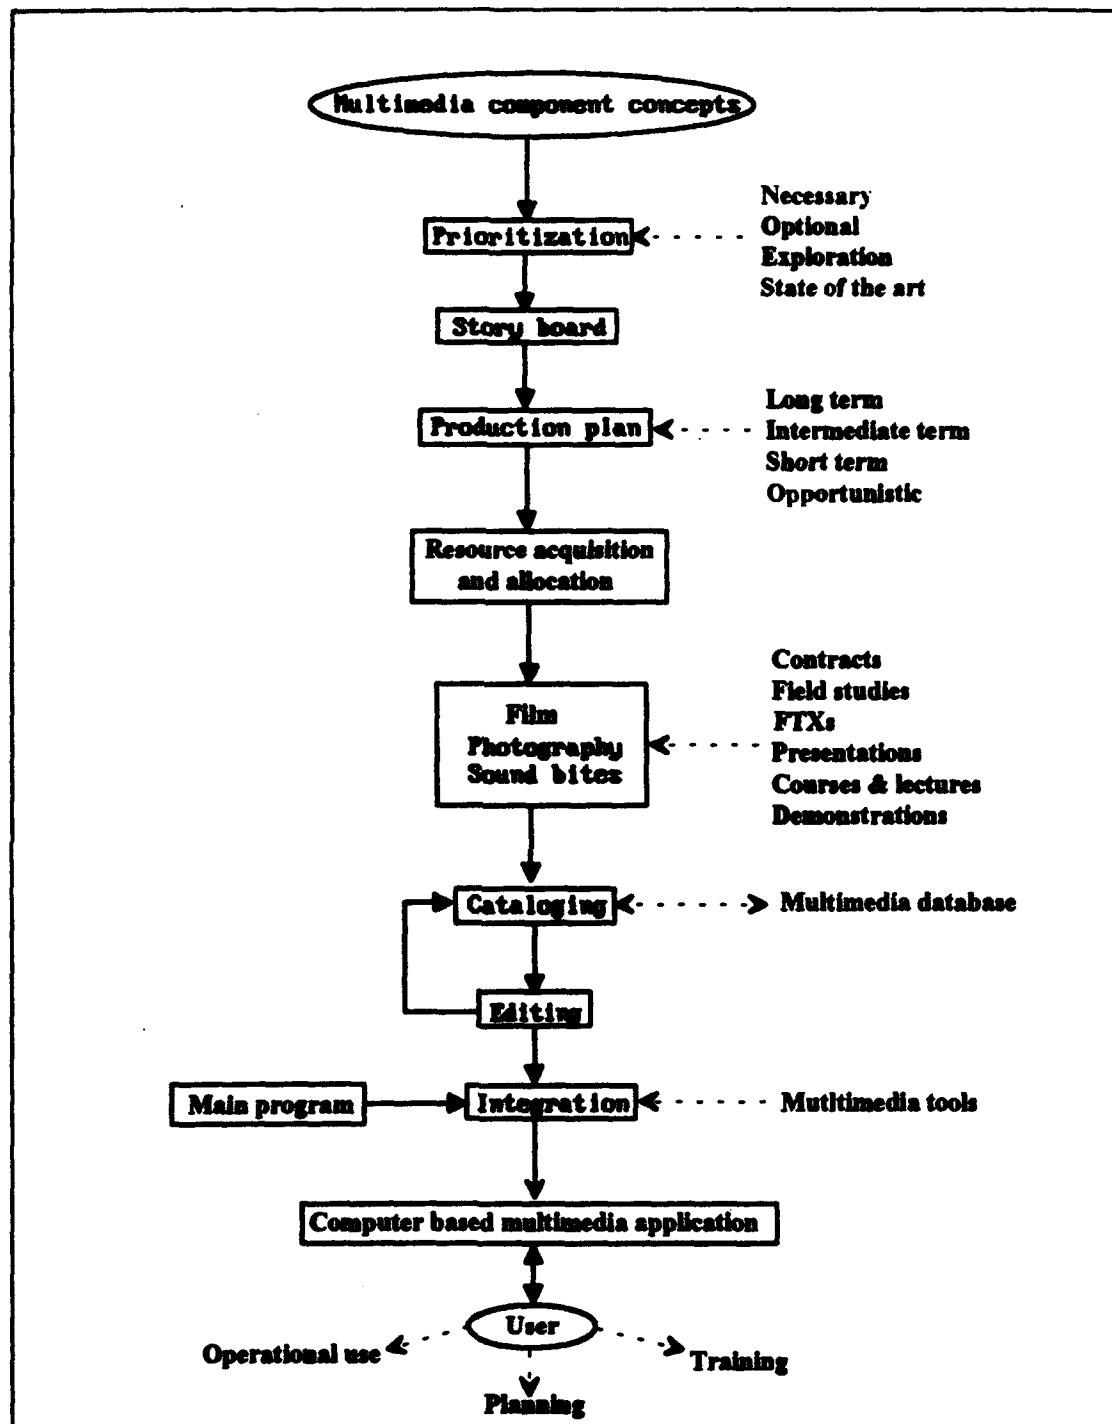 Multimedia component concepts
Prioritization
Necessary
Optional
Exploration
State of the art
Story board
Production plan
Long term
Intermediate term
Short term
Opportunistic
Resource acquisition
and allocation
Film
Photography
Sound bites
Contracts
Field studies
FTXs
Presentations
Courses & lectures
Demonstrations
Cataloging
Multimedia database
Editing
Main program
Integration
Mutltimedia tools
Computer based multimedia application
User
Operational use
Training
Planning